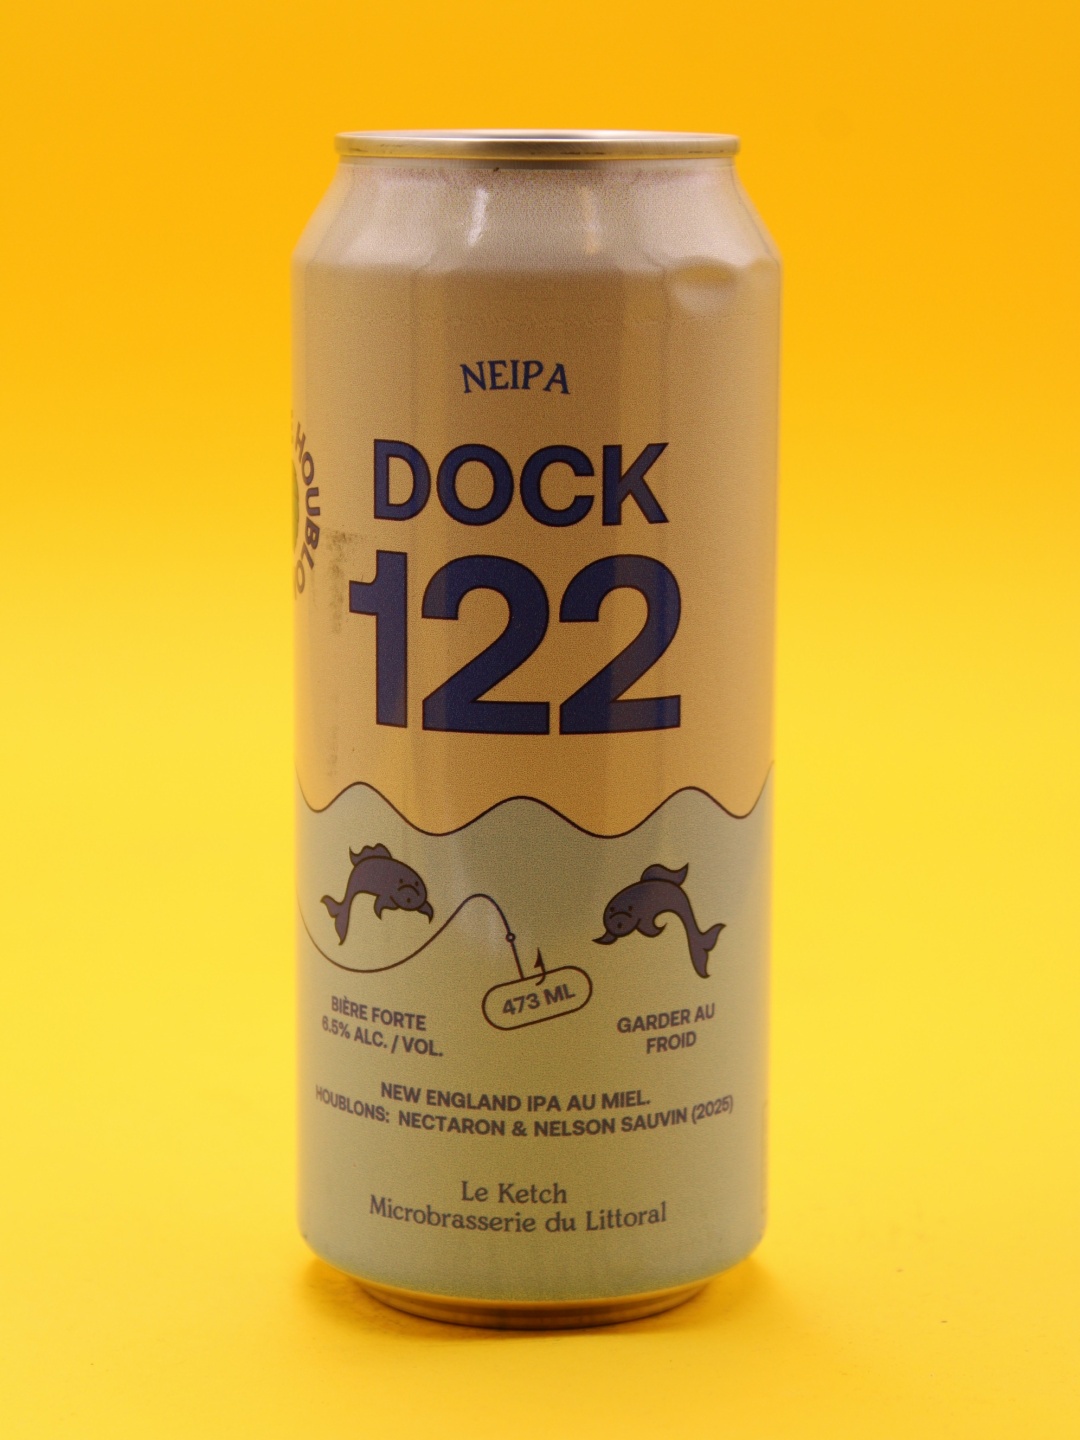 NEIPA
DOCK
122
HOUBLO
473 ML
BIÈRE FORTE
6.5% ALC. / VOL.
GARDER AU
FROID
NEW ENGLAND IPA AU MIEL.
HOUBLONS: NECTARON & NELSON SAUVIN (2025)
Le Ketch
Microbrasserie du Littoral